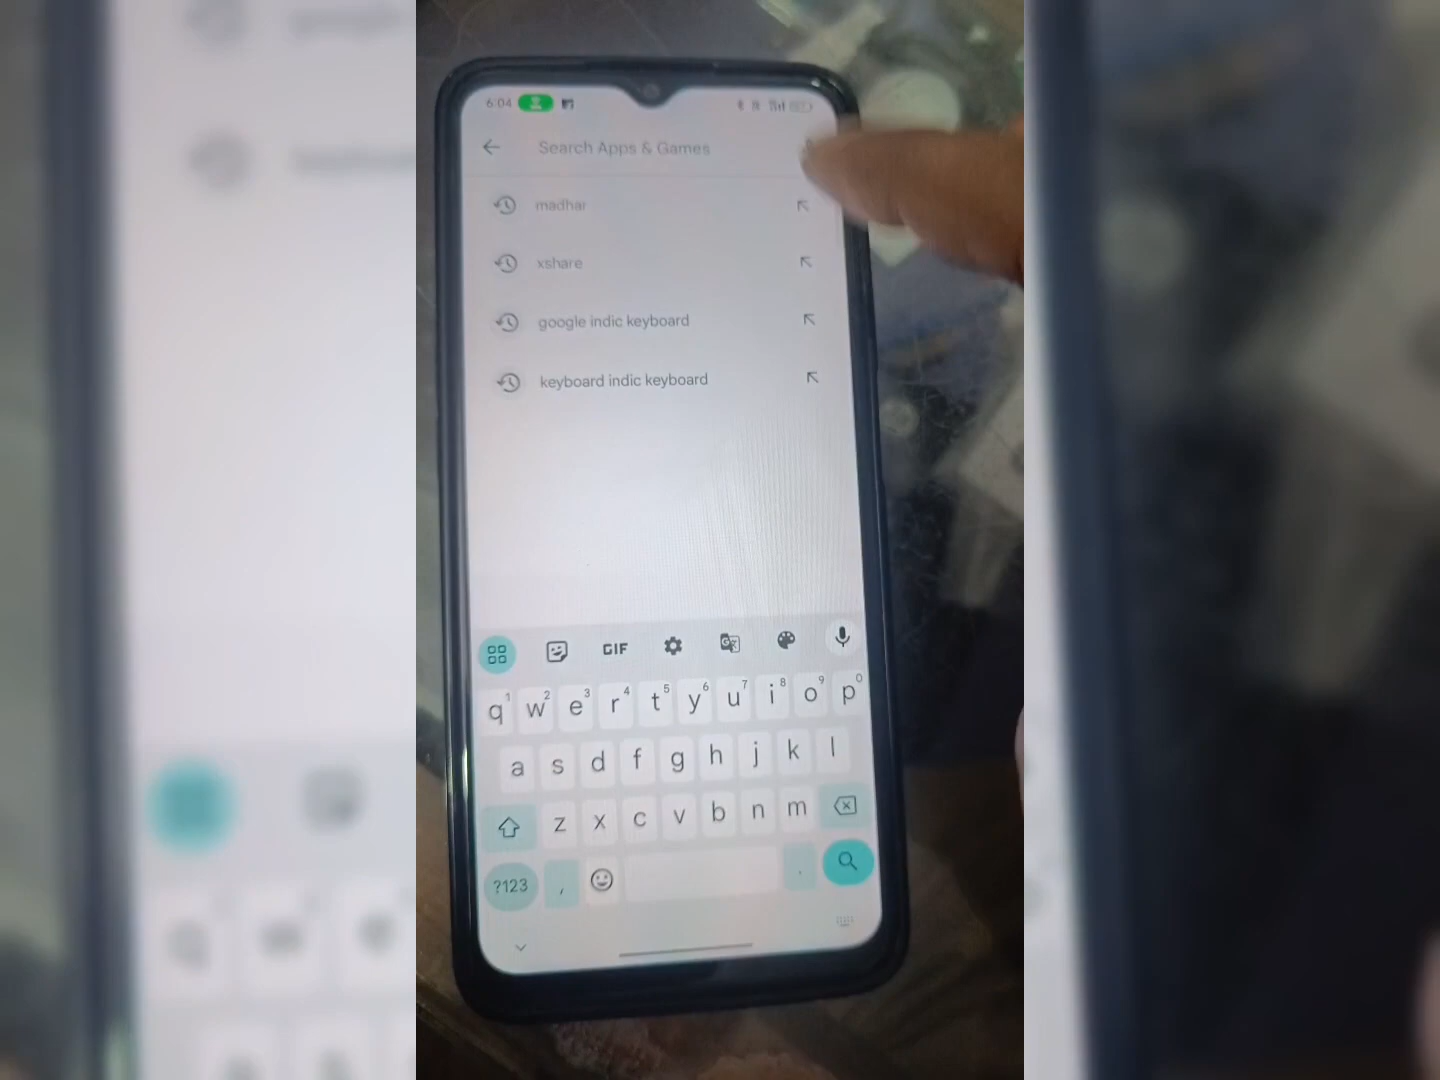 6:04
Search Apps & Games
madhar
xshare
google indic keyboard
keyboard indic keyboard
GIF
q1 w2 e3 r4 t5 y6 u7 i8 o9 p0
a s d f g h j k l
z x c v b n m
?123 , .